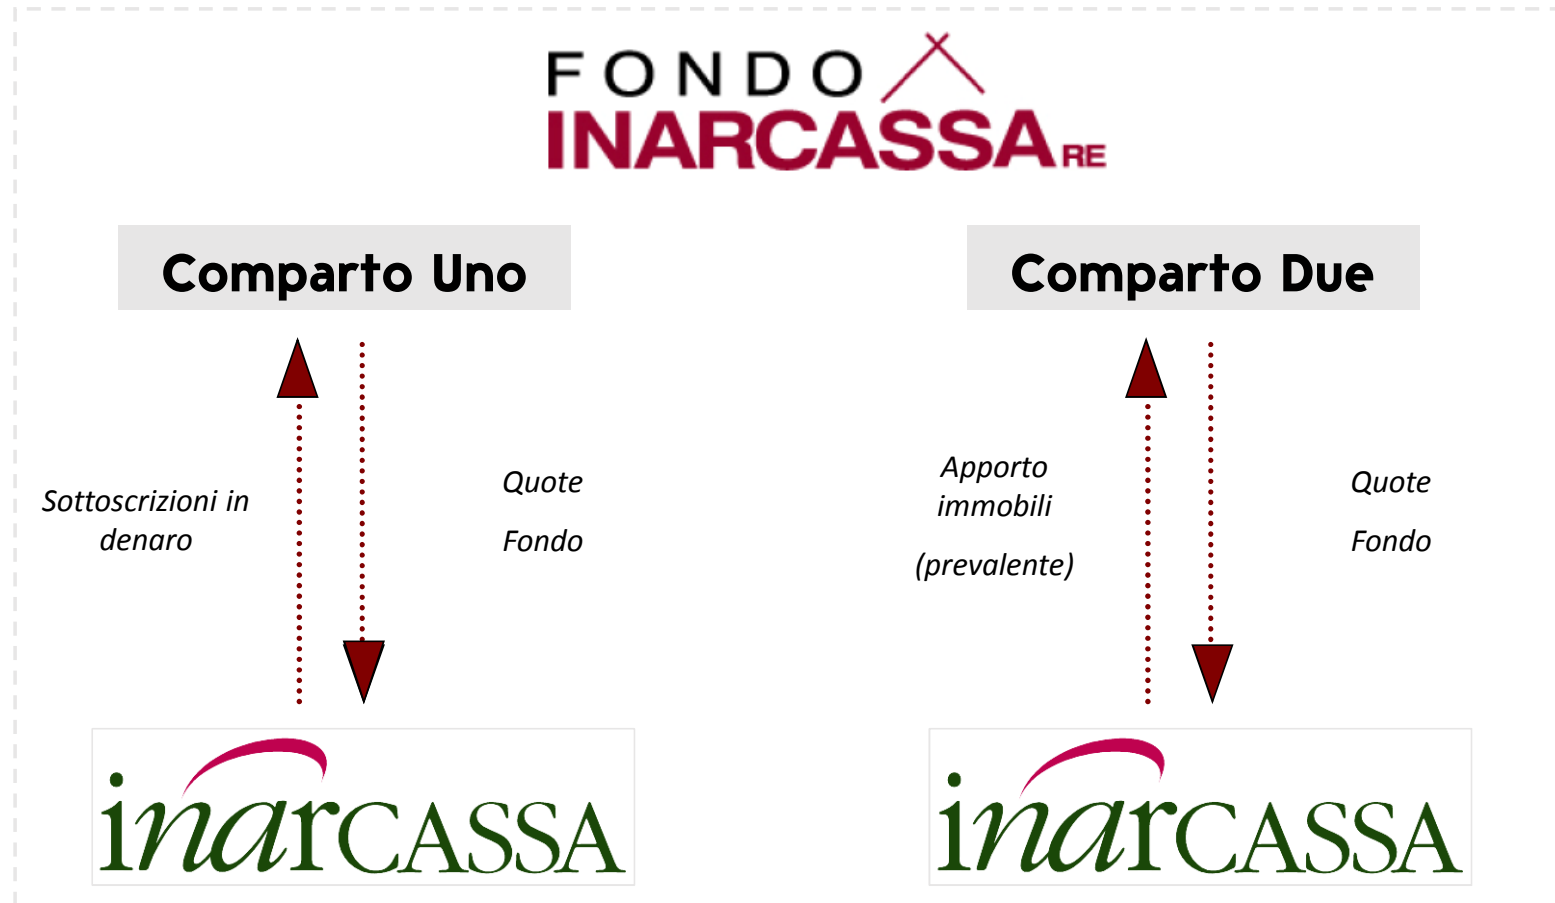 FONDO
INARCASSA RE
Comparto Uno
Sottoscrizioni in
denaro
Quote
Fondo
inarCASSA
Comparto Due
Apporto
immobili
(prevalente)
Quote
Fondo
inarCASSA